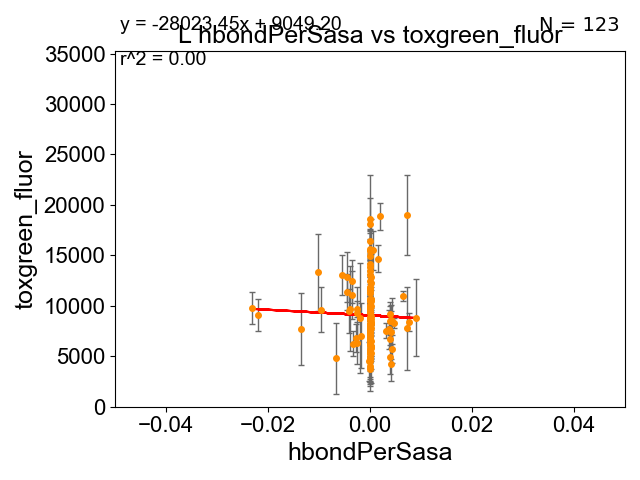 y = -28023.45x + 9049.20
N = 123
L hbondPerSasa vs toxgreen_fluor
r^2 = 0.00
35000
30000
25000
20000
15000
10000
5000
0
toxgreen_fluor
−0.04 −0.02 0.00 0.02 0.04
hbondPerSasa